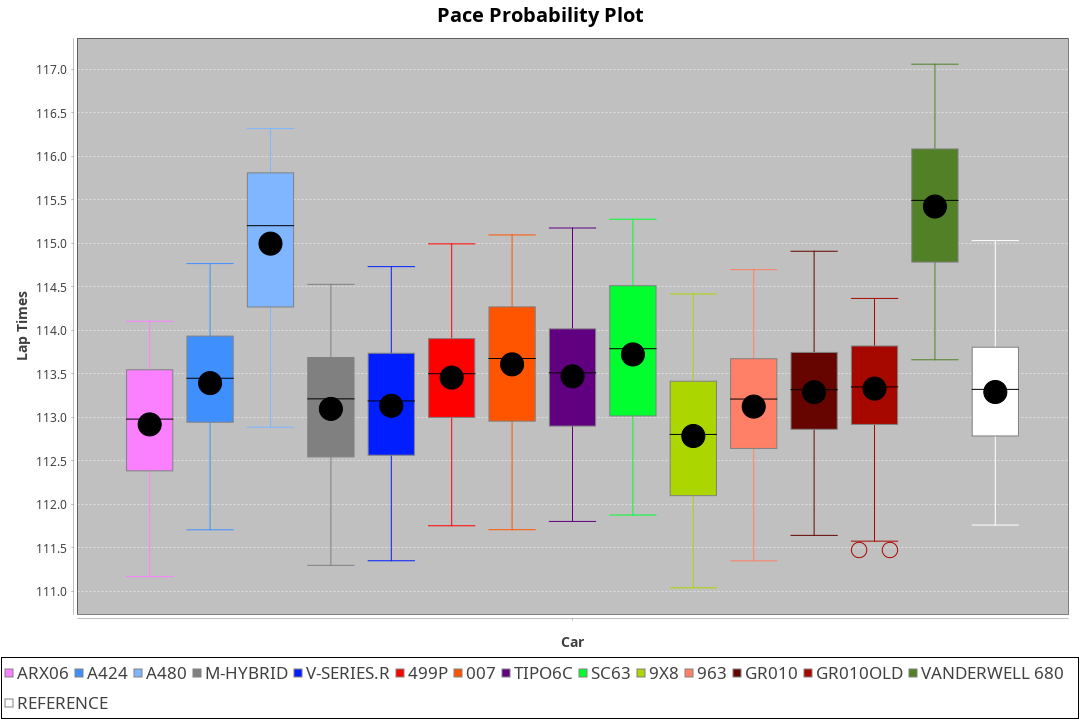 Pace Probability Plot
117.0
116.5
116.0
115.5
115.0
114.5
114.0
113.5
113.0
112.5
112.0
111.5
111.0
Lap Times
Car
ARX06 A424 A480 M-HYBRID V-SERIES.R 499P 007 TIPO6C SC63 9X8 963 GR010 GR010OLD VANDERWELL 680
REFERENCE